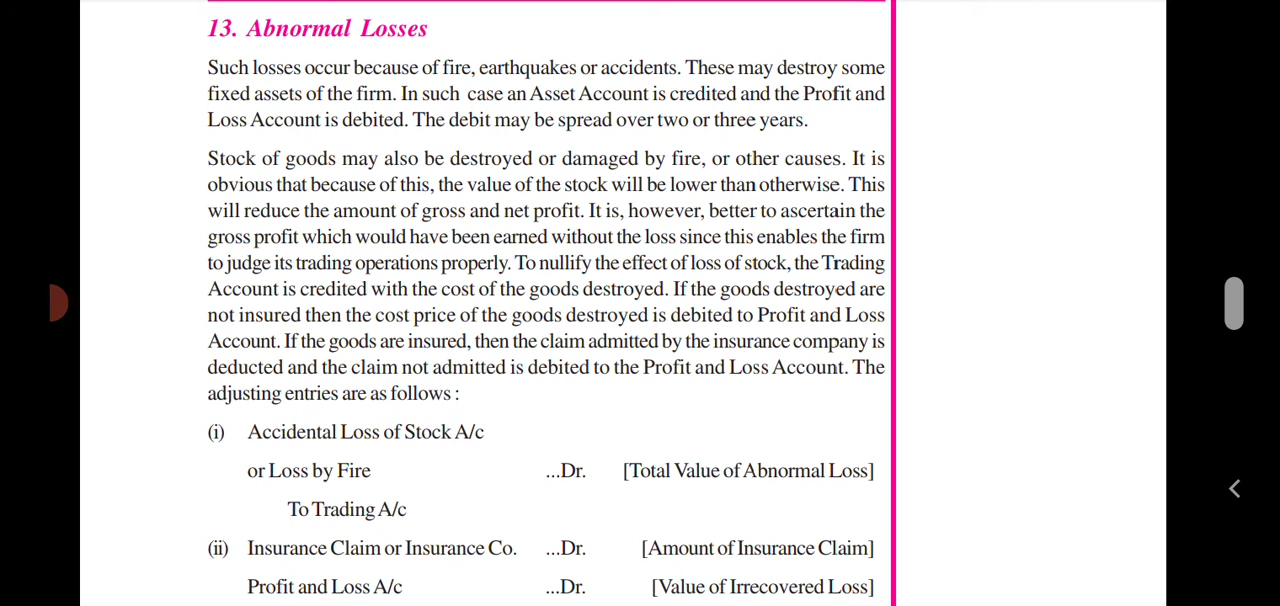 13. Abnormal Losses
Such losses occur because of fire, earthquakes or accidents. These may destroy some
fixed assets of the firm. In such case an Asset Account is credited and the Profit and
Loss Account is debited. The debit may be spread over two or three years.
Stock of goods may also be destroyed or damaged by fire, or other causes. It is
obvious that because of this, the value of the stock will be lower than otherwise. This
will reduce the amount of gross and net profit. It is, however, better to ascertain the
gross profit which would have been earned without the loss since this enables the firm
to judge its trading operations properly. To nullify the effect of loss of stock, the Trading
Account is credited with the cost of the goods destroyed. If the goods destroyed are
not insured then the cost price of the goods destroyed is debited to Profit and Loss
Account. If the goods are insured, then the claim admitted by the insurance company is
deducted and the claim not admitted is debited to the Profit and Loss Account. The
adjusting entries are as follows :
(i) Accidental Loss of Stock A/c
or Loss by Fire ...Dr. [Total Value of Abnormal Loss]
To Trading A/c
(ii) Insurance Claim or Insurance Co. ...Dr. [Amount of Insurance Claim]
Profit and Loss A/c ...Dr. [Value of Irrecovered Loss]